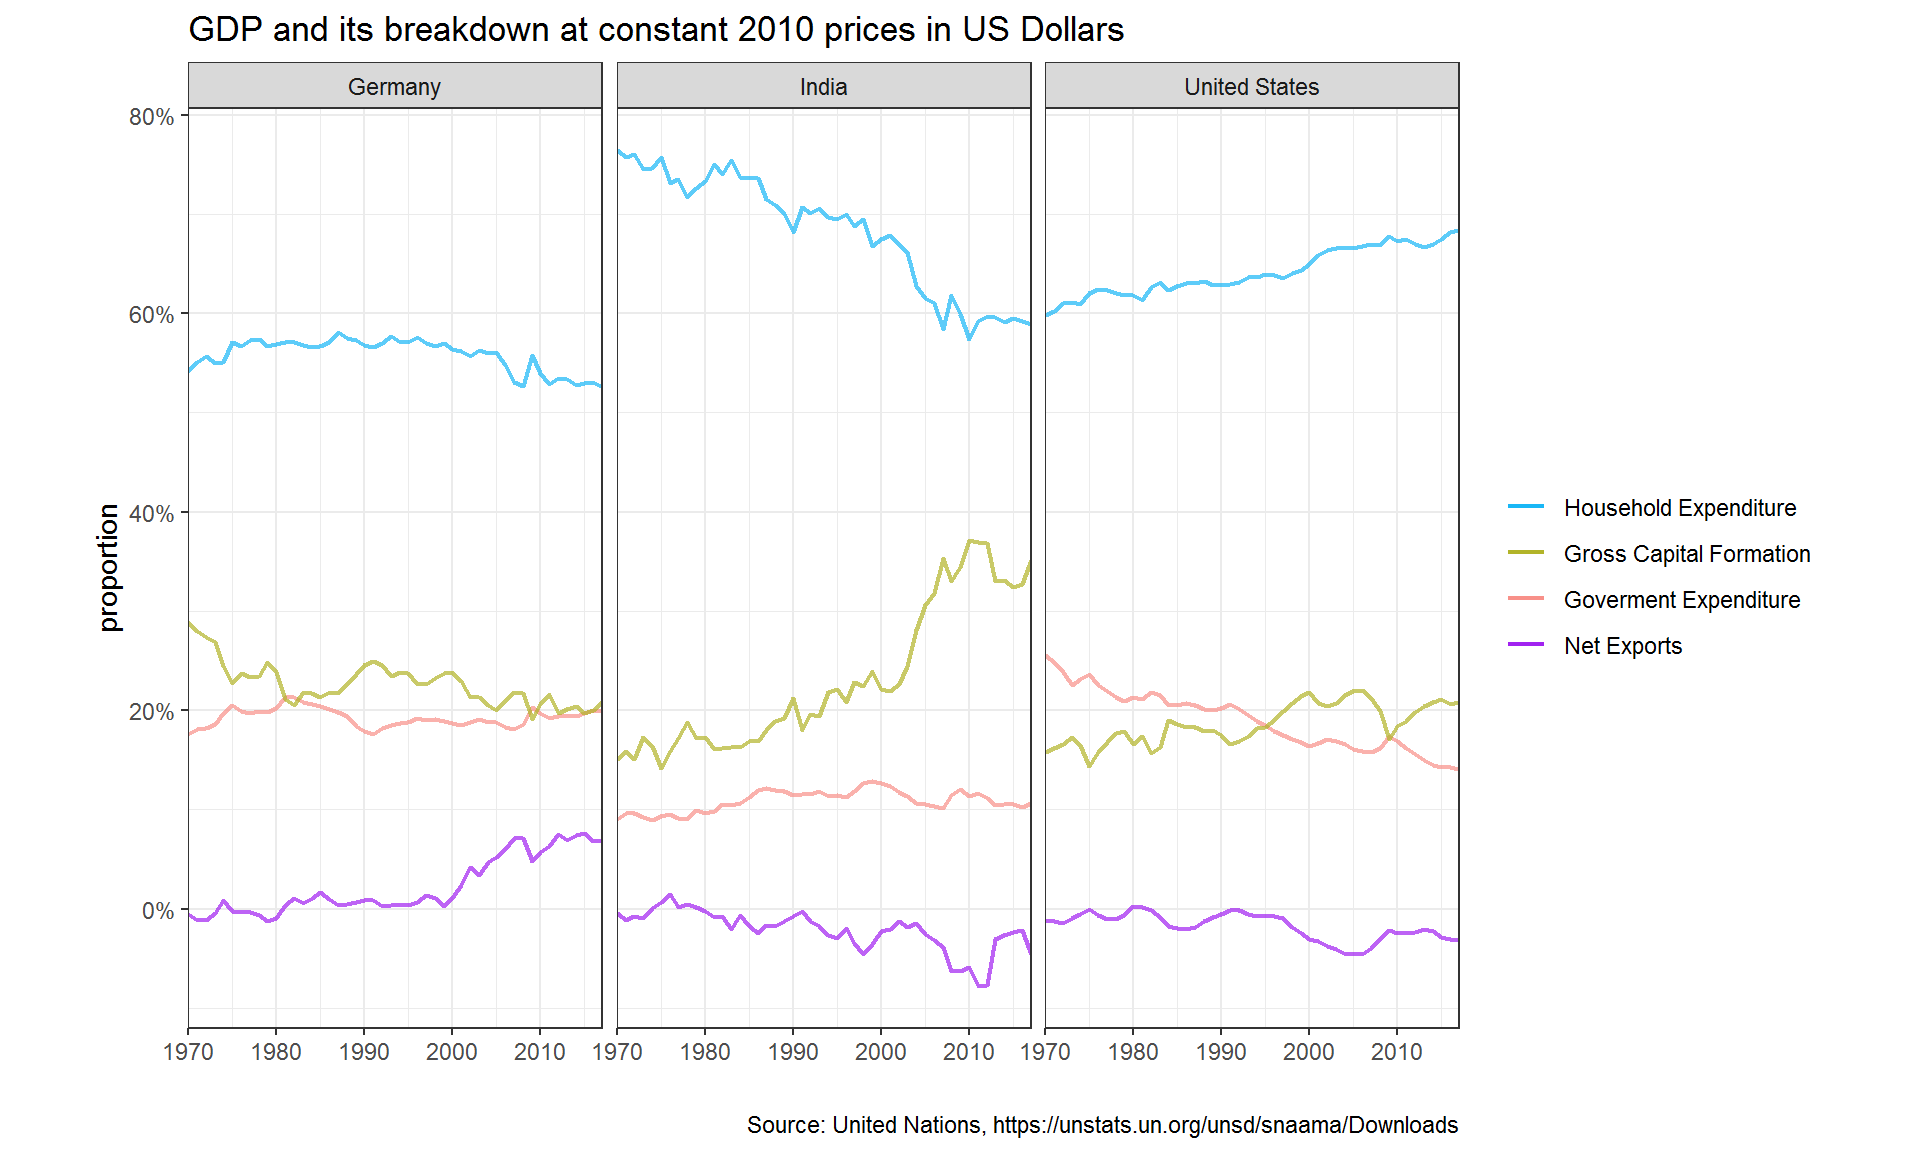 GDP and its breakdown at constant 2010 prices in US Dollars
Germany India United States
80%
60%
40%
20%
0%
proportion
1970 1980 1990 2000 2010 1970 1980 1990 2000 2010 1970 1980 1990 2000 2010
Household Expenditure
Gross Capital Formation
Goverment Expenditure
Net Exports
Source: United Nations, https://unstats.un.org/unsd/snaama/Downloads